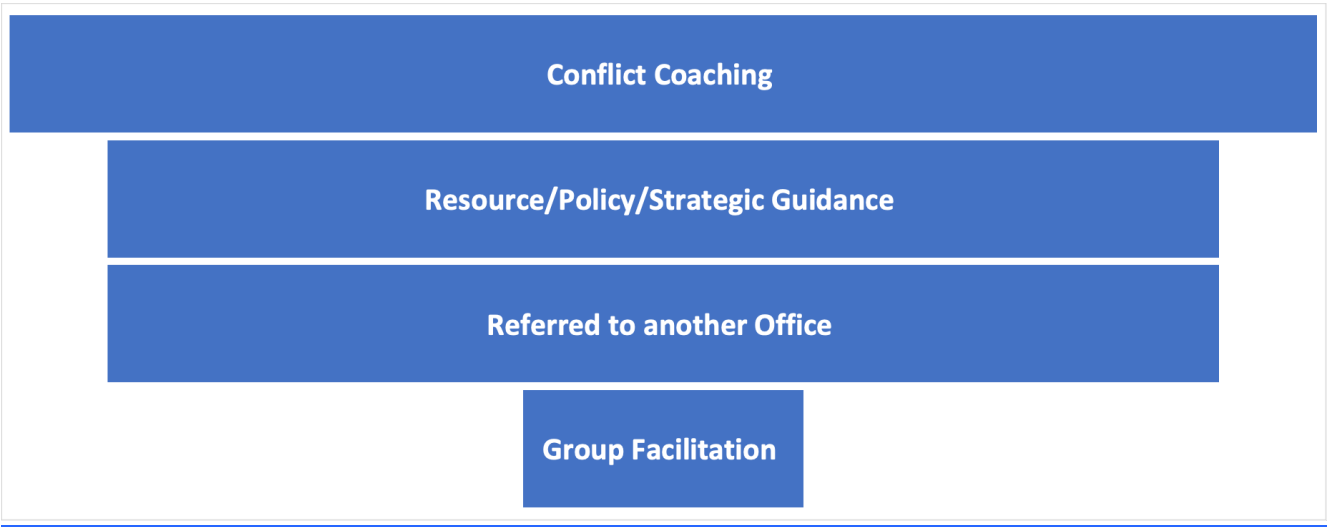 Conflict Coaching
Resource/Policy/Strategic Guidance
Referred to another Office
Group Facilitation